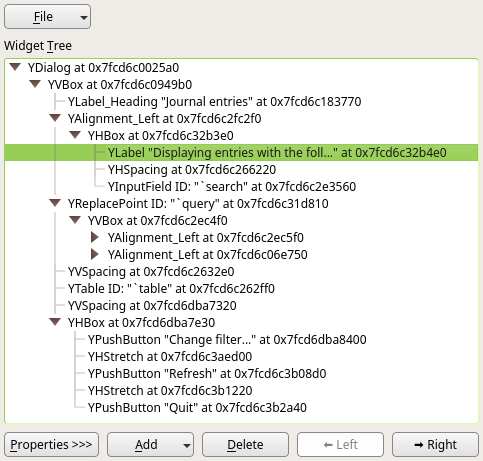 File
Widget Tree
YDialog at 0x7fcd6c0025a0
YVBox at 0x7fcd6c0949b0
YLabel_Heading "Journal entries" at 0x7fcd6c183770
YAlignment_Left at 0x7fcd6c2fc2f0
YHBox at 0x7fcd6c32b3e0
YLabel "Displaying entries with the foll..." at 0x7fcd6c32b4e0
YHSpacing at 0x7fcd6c266220
YInputField ID: "`search" at 0x7fcd6c2e3560
YReplacePoint ID: "`query" at 0x7fcd6c31d810
YVBox at 0x7fcd6c2ec4f0
YAlignment_Left at 0x7fcd6c2ec5f0
YAlignment_Left at 0x7fcd6c06e750
YVSpacing at 0x7fcd6c2632e0
YTable ID: "`table" at 0x7fcd6c262ff0
YVSpacing at 0x7fcd6dba7320
YHBox at 0x7fcd6dba7e30
YPushButton "Change filter..." at 0x7fcd6dba8400
YHStretch at 0x7fcd6c3aed00
YPushButton "Refresh" at 0x7fcd6c3b08d0
YHStretch at 0x7fcd6c3b1220
YPushButton "Quit" at 0x7fcd6c3b2a40
Properties >>> Add Delete ⬅ Left ➡ Right